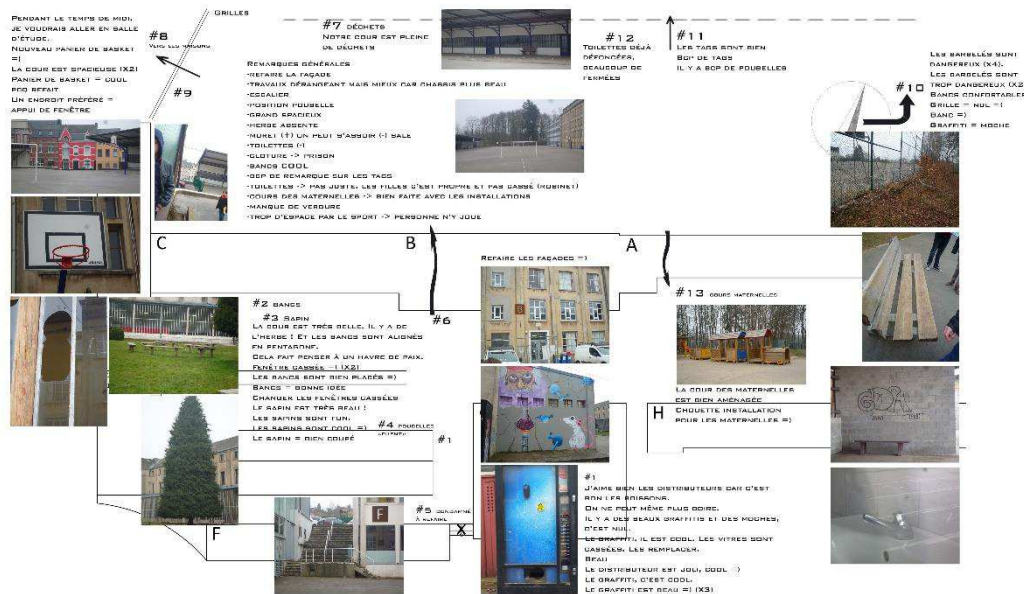 PENDANT LE TEMPS DE MIDI,
JE VOUDRAIS ALLER EN SALLE
D'ÉTUDE.
NOUVEAU PANIER DE BASKET
=)
LA COUR EST SPACIEUSE (X2)
PANIER DE BASKET = COOL
PCQ REFAIT
UN ENDROIT PRÉFÉRÉ =
APPUI DE FENÊTRE
GRILLES
#8
VERS LES MAISONS
#9
#7 DÉCHETS
NOTRE COUR EST PLEINE
DE DÉCHETS
REMARQUES GÉNÉRALES
-REFAIRE LA FAÇADE
-TRAVAUX DÉRANGEANT MAIS MIEUX CAR CHASSIS PLUS BEAU
-ESCALIER
-POSITION POUBELLE
-GRAND SPACIEUX
-HERBE ABSENTE
-MURET (+) ON PEUT S'ASSOIR (-) SALE
-TOILETTES (-)
-CLOTURE -> PRISON
-BANCS COOL
-BCP DE REMARQUE SUR LES TAGS
-TOILETTES -> PAS JUSTE, LES FILLES C'EST PROPRE ET PAS CASSÉ (ROBINET)
-COURS DES MATERNELLES -> BIEN FAITE AVEC LES INSTALLATIONS
-MANQUE DE VERDURE
-TROP D'ESPACE PAR LE SPORT -> PERSONNE N'Y JOUE
#12
TOILETTES DÉJÀ
DÉFONCÉES,
BEAUCOUP DE
FERMÉES
#11
LES TAGS SONT BIEN
BCP DE TAGS
IL Y A BCP DE POUBELLES
#10
LES BARBELÉS SONT
DANGEREUX (X4).
LES BARBELÉS SONT
TROP DANGEREUX (X2
BANCS CONFORTABLES
GRILLE = NUL =(
BANC =)
GRAFFITI = MOCHE
C
B
A
REFAIRE LES FAÇADES =)
#6
#13 COURS MATERNELLES
LA COUR DES MATERNELLES
EST BIEN AMÉNAGÉE
CHOUETTE INSTALLATION
POUR LES MATERNELLES =)
#2 BANCS
#3 SAPIN
LA COUR EST TRÈS BELLE, IL Y A DE
L'HERBE ! ET LES BANCS SONT ALIGNÉS
EN PENTAGONE.
CELA FAIT PENSER À UN HAVRE DE PAIX.
FENÊTRE CASSÉE =( (X2)
LES BANCS SONT BIEN PLACÉS =)
BANCS = BONNE IDÉE
CHANGER LES FENÊTRES CASSÉES
LE SAPIN EST TRÈS BEAU !
LES SAPINS SONT FUN.
LES SAPINS SONT COOL =)
LE SAPIN = BIEN COUPÉ
#4 POUBELLES
#1
H
B
F
F
#5 CONDAMNÉ
À REFAIRE
X
#1
J'AIME BIEN LES DISTRIBUTEURS CAR C'EST
BON LES BOISSONS.
ON NE PEUT MÊME PLUS BOIRE.
IL Y A DES BEAUX GRAFFITIS ET DES MOCHES,
C'EST NUL.
LE GRAFFITI, IL EST COOL. LES VITRES SONT
CASSÉES. LES REMPLACER.
BEAU
LE DISTRIBUTEUR EST JOLI, COOL =)
LE GRAFFITI, C'EST COOL.
LE GRAFFITI EST BEAU =) (X3)